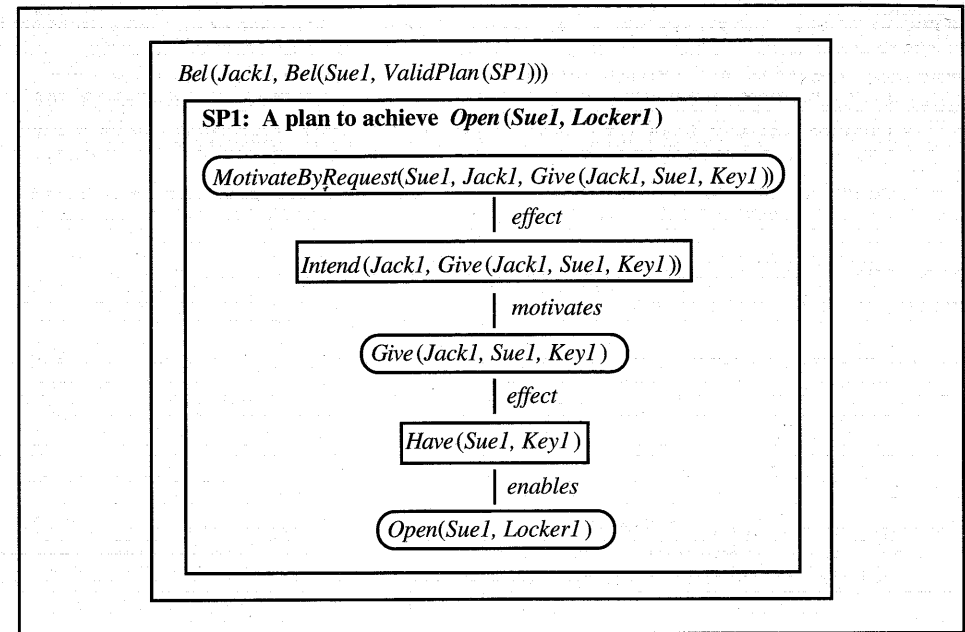 Bel(Jack1, Bel(Sue1, ValidPlan(SP1)))
SP1: A plan to achieve Open(Sue1, Locker1)
MotivateByRequest(Sue1, Jack1, Give(Jack1, Sue1, Key1))
effect
Intend(Jack1, Give(Jack1, Sue1, Key1))
motivates
Give(Jack1, Sue1, Key1)
effect
Have(Sue1, Key1)
enables
Open(Sue1, Locker1)